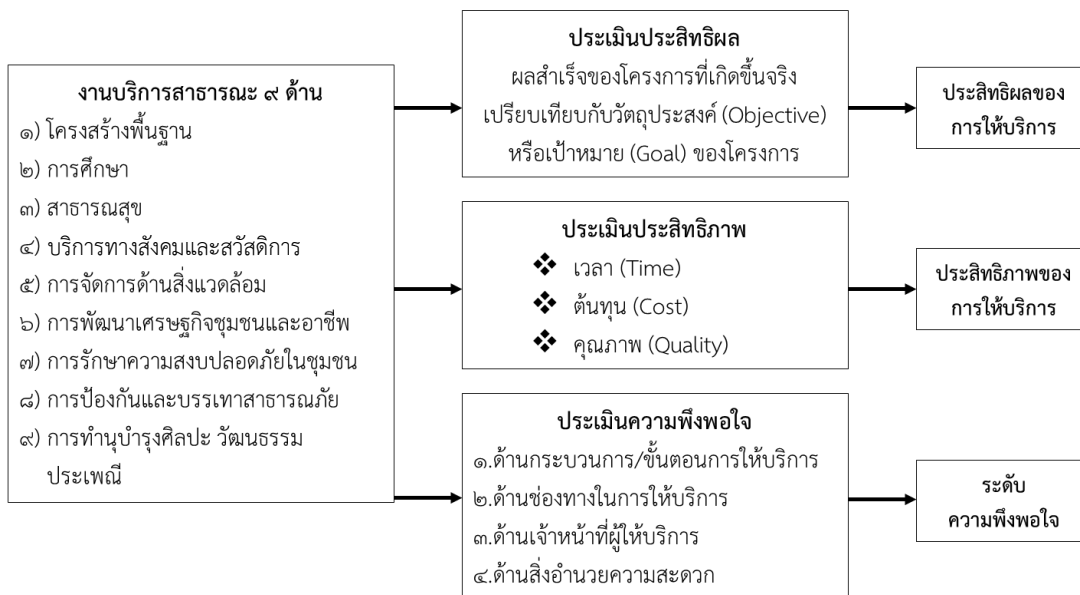 งานบริการสาธารณะ ๙ ด้าน
๑) โครงสร้างพื้นฐาน
๒) การศึกษา
๓) สาธารณสุข
๔) บริการทางสังคมและสวัสดิการ
๕) การจัดการด้านสิ่งแวดล้อม
๖) การพัฒนาเศรษฐกิจชุมชนและอาชีพ
๗) การรักษาความสงบปลอดภัยในชุมชน
๘) การป้องกันและบรรเทาสาธารณภัย
๙) การทำนุบำรุงศิลปะ วัฒนธรรม
ประเพณี
ประเมินประสิทธิผล
ผลสำเร็จของโครงการที่เกิดขึ้นจริง
เปรียบเทียบกับวัตถุประสงค์ (Objective)
หรือเป้าหมาย (Goal) ของโครงการ
ประสิทธิผลของ
การให้บริการ
ประเมินประสิทธิภาพ
❖ เวลา (Time)
❖ ต้นทุน (Cost)
❖ คุณภาพ (Quality)
ประสิทธิภาพของ
การให้บริการ
ประเมินความพึงพอใจ
๑.ด้านกระบวนการ/ขั้นตอนการให้บริการ
๒.ด้านช่องทางในการให้บริการ
๓.ด้านเจ้าหน้าที่ผู้ให้บริการ
๔.ด้านสิ่งอำนวยความสะดวก
ระดับ
ความพึงพอใจ